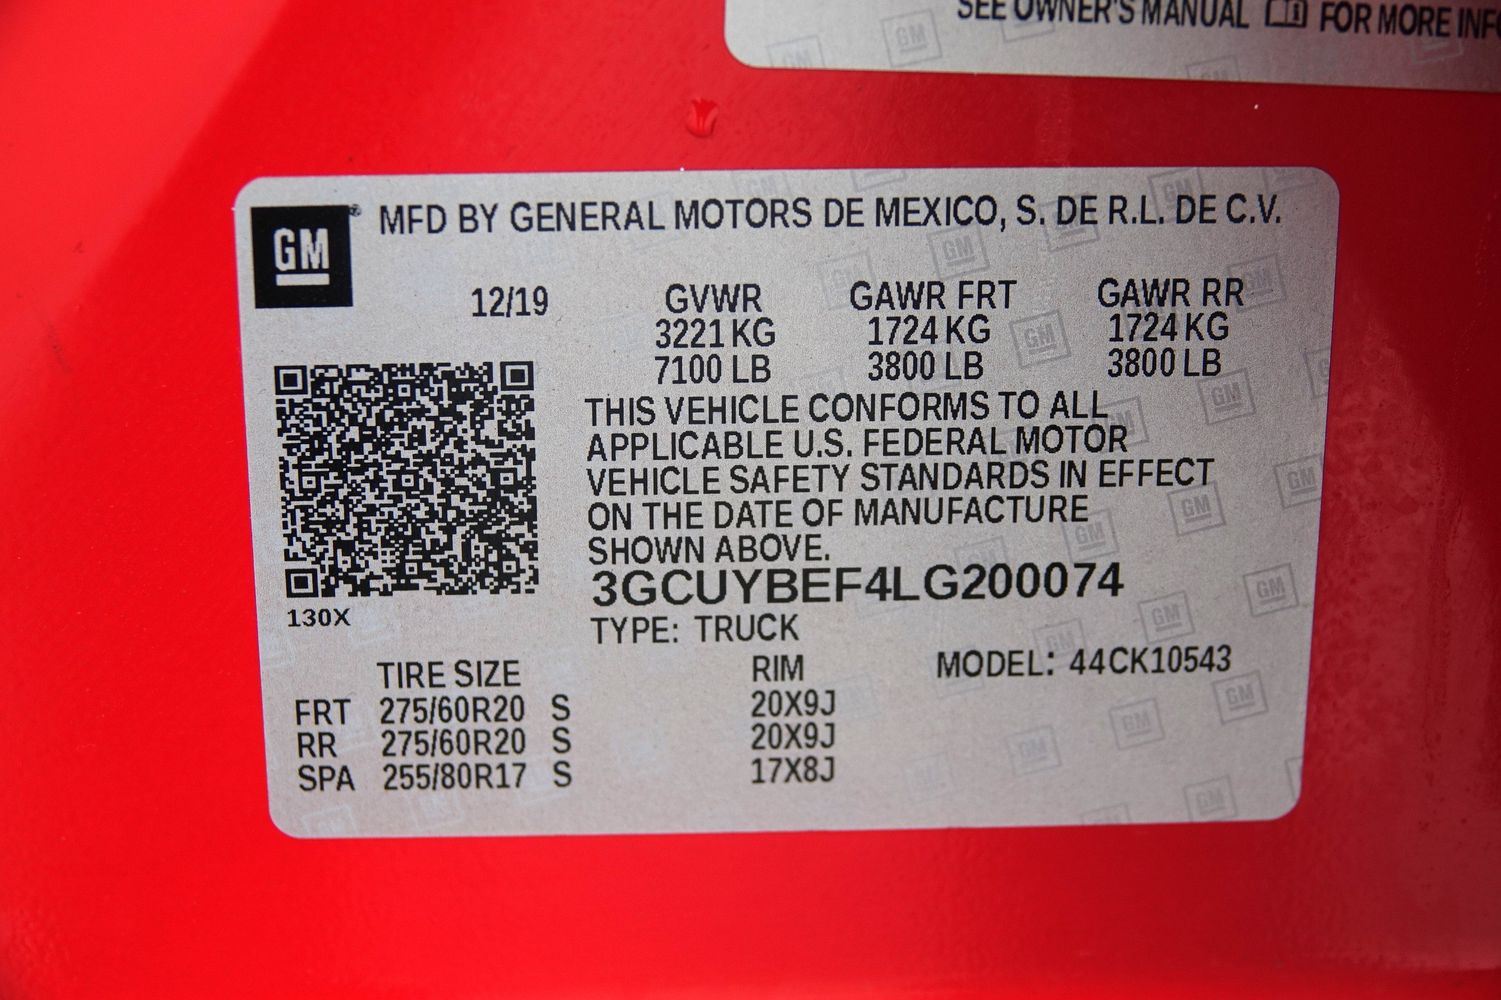 SEE OWNER'S MANUAL FOR MORE
GM ® MFD BY GENERAL MOTORS DE MEXICO, S. DE R.L. DE C.V.
12/19 GVWR GAWR FRT GAWR RR
3221 KG 1724 KG 1724 KG
7100 LB 3800 LB 3800 LB
THIS VEHICLE CONFORMS TO ALL
APPLICABLE U.S. FEDERAL MOTOR
VEHICLE SAFETY STANDARDS IN EFFECT
ON THE DATE OF MANUFACTURE
SHOWN ABOVE.
3GCUYBEF4LG200074
130X
TYPE: TRUCK
TIRE SIZE RIM MODEL: 44CK10543
FRT 275/60R20 S 20X9J
RR 275/60R20 S 20X9J
SPA 255/80R17 S 17X8J